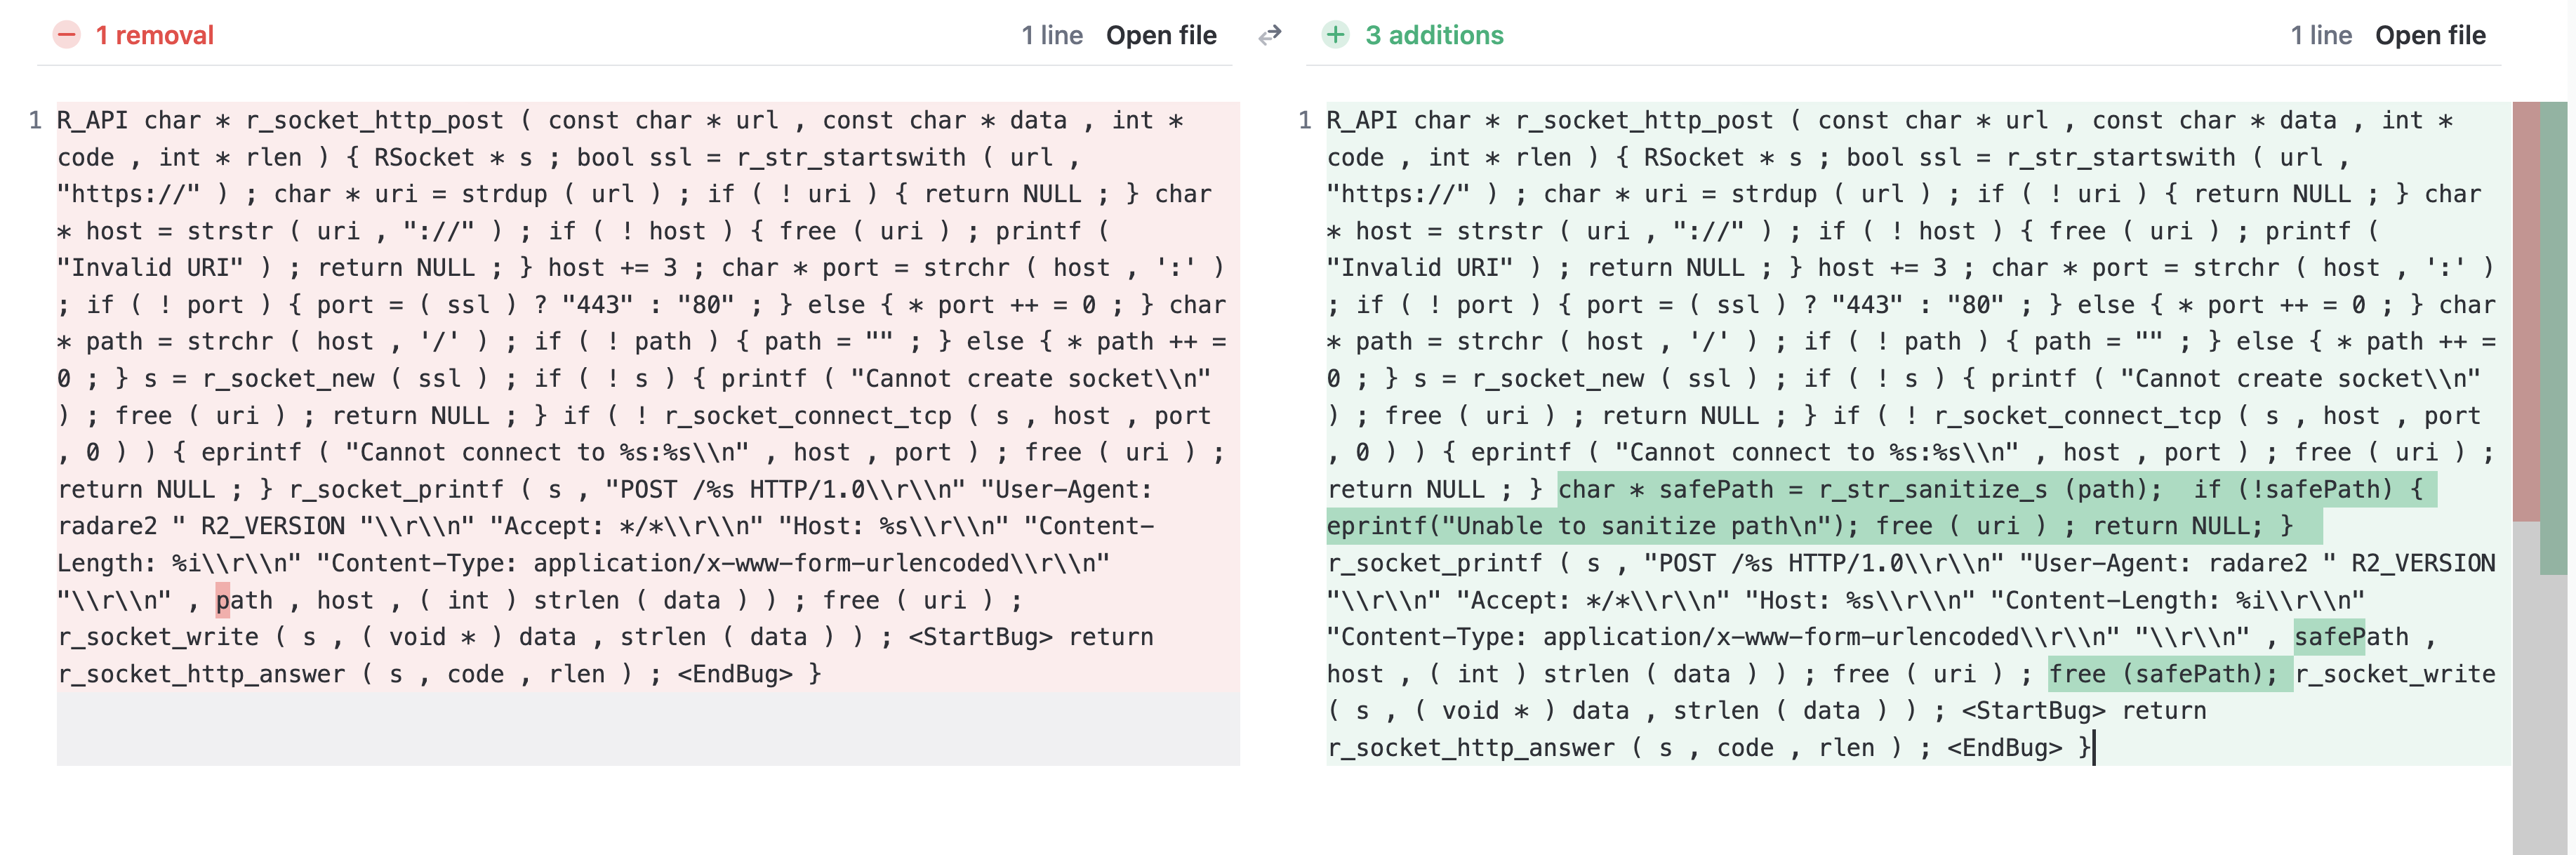 1 removal
1 line Open file
3 additions
1 line Open file
1 R_API char * r_socket_http_post ( const char * url , const char * data , int *
code , int * rlen ) { RSocket * s ; bool ssl = r_str_startswith ( url ,
"https://" ) ; char * uri = strdup ( url ) ; if ( ! uri ) { return NULL ; } char
* host = strstr ( uri , "://" ) ; if ( ! host ) { free ( uri ) ; printf (
"Invalid URI" ) ; return NULL ; } host += 3 ; char * port = strchr ( host , ':' )
; if ( ! port ) { port = ( ssl ) ? "443" : "80" ; } else { * port ++ = 0 ; } char
* path = strchr ( host , '/' ) ; if ( ! path ) { path = "" ; } else { * path ++ =
0 ; } s = r_socket_new ( ssl ) ; if ( ! s ) { printf ( "Cannot create socket\\n"
) ; free ( uri ) ; return NULL ; } if ( ! r_socket_connect_tcp ( s , host , port
, 0 ) ) { eprintf ( "Cannot connect to %s:%s\\n" , host , port ) ; free ( uri ) ;
return NULL ; } r_socket_printf ( s , "POST /%s HTTP/1.0\\r\\n" "User-Agent:
radare2 " R2_VERSION "\\r\\n" "Accept: */*\\r\\n" "Host: %s\\r\\n" "Content-
Length: %i\\r\\n" "Content-Type: application/x-www-form-urlencoded\\r\\n"
"\\r\\n" , path , host , ( int ) strlen ( data ) ) ; free ( uri ) ;
r_socket_write ( s , ( void * ) data , strlen ( data ) ) ; <StartBug> return
r_socket_http_answer ( s , code , rlen ) ; <EndBug> }
1 R_API char * r_socket_http_post ( const char * url , const char * data , int *
code , int * rlen ) { RSocket * s ; bool ssl = r_str_startswith ( url ,
"https://" ) ; char * uri = strdup ( url ) ; if ( ! uri ) { return NULL ; } char
* host = strstr ( uri , "://" ) ; if ( ! host ) { free ( uri ) ; printf (
"Invalid URI" ) ; return NULL ; } host += 3 ; char * port = strchr ( host , ':' )
; if ( ! port ) { port = ( ssl ) ? "443" : "80" ; } else { * port ++ = 0 ; } char
* path = strchr ( host , '/' ) ; if ( ! path ) { path = "" ; } else { * path ++ =
0 ; } s = r_socket_new ( ssl ) ; if ( ! s ) { printf ( "Cannot create socket\\n"
) ; free ( uri ) ; return NULL ; } if ( ! r_socket_connect_tcp ( s , host , port
, 0 ) ) { eprintf ( "Cannot connect to %s:%s\\n" , host , port ) ; free ( uri ) ;
return NULL ; } char * safePath = r_str_sanitize_s (path);  if (!safePath) {
eprintf("Unable to sanitize path\n"); free ( uri ) ; return NULL; }
r_socket_printf ( s , "POST /%s HTTP/1.0\\r\\n" "User-Agent: radare2 " R2_VERSION
"\\r\\n" "Accept: */*\\r\\n" "Host: %s\\r\\n" "Content-Length: %i\\r\\n"
"Content-Type: application/x-www-form-urlencoded\\r\\n" "\\r\\n" , safePath ,
host , ( int ) strlen ( data ) ) ; free ( uri ) ; free (safePath); r_socket_write
( s , ( void * ) data , strlen ( data ) ) ; <StartBug> return
r_socket_http_answer ( s , code , rlen ) ; <EndBug> }